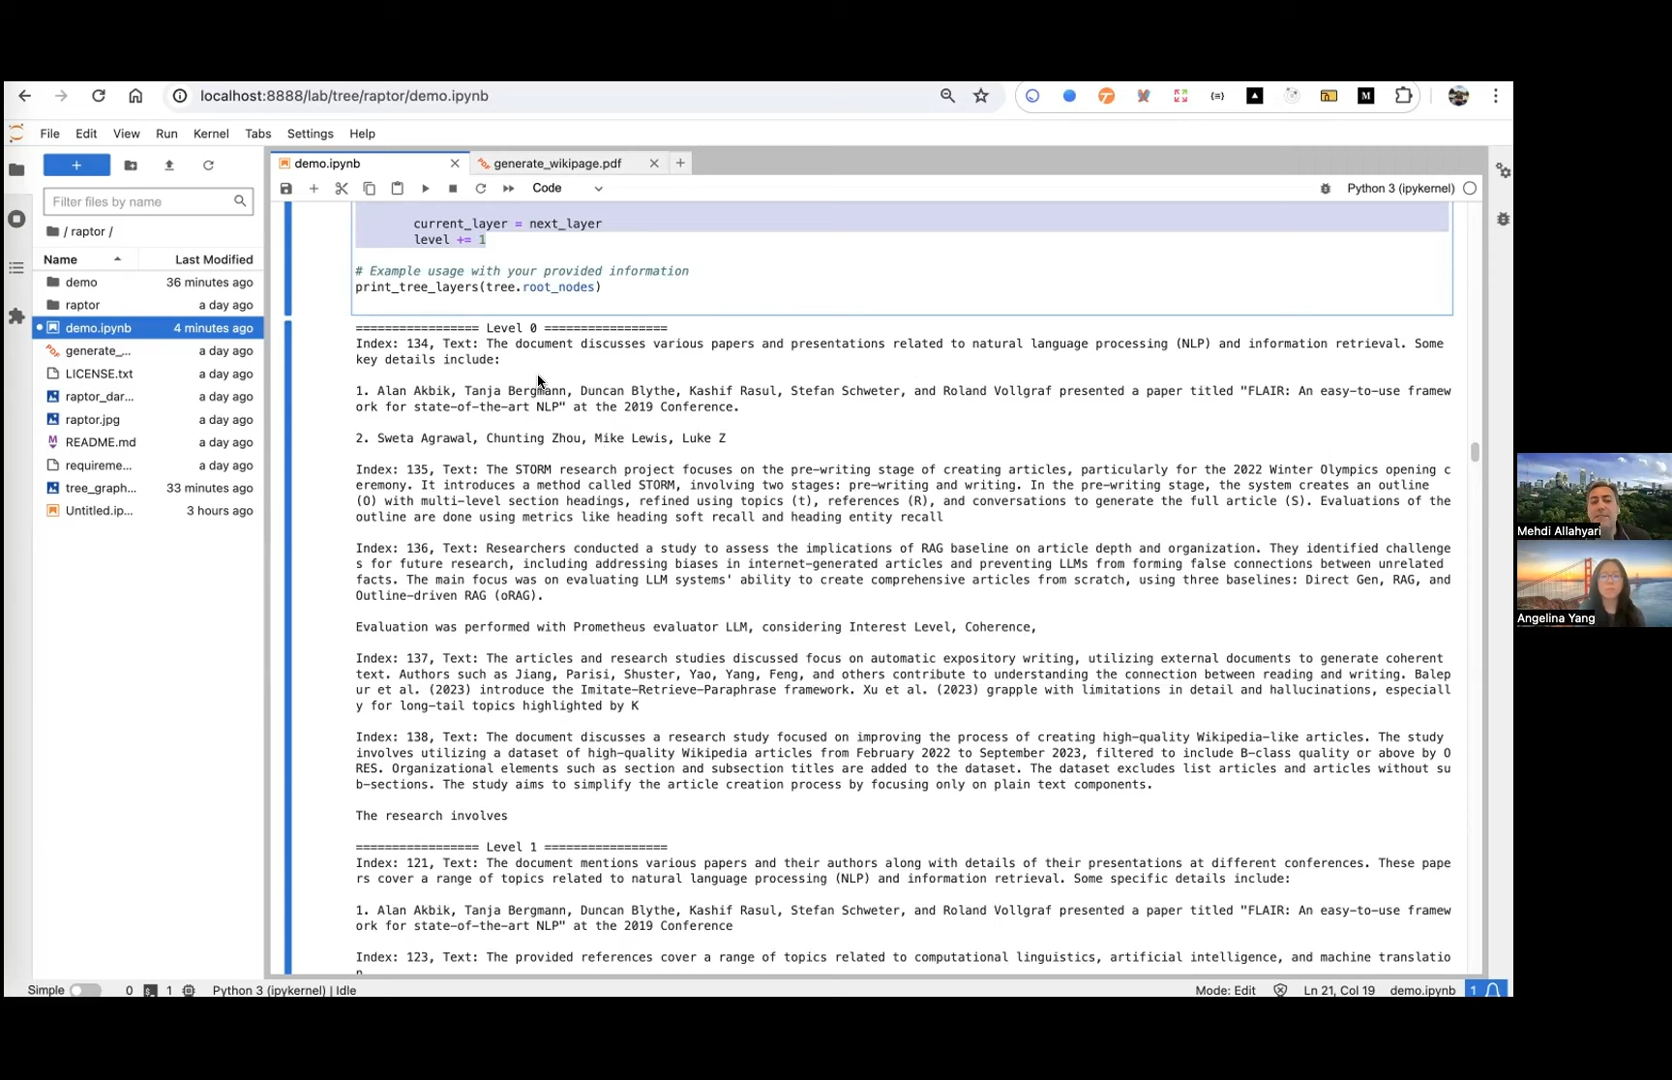 localhost:8888/lab/tree/raptor/demo.ipynb
File Edit View Run Kernel Tabs Settings Help
demo.ipynb
generate_wikipage.pdf
Code
Python 3 (ipykernel)
Filter files by name
/ raptor /
Name Last Modified
demo 36 minutes ago
raptor a day ago
demo.ipynb 4 minutes ago
generate_... a day ago
LICENSE.txt a day ago
raptor_dar... a day ago
raptor.jpg a day ago
README.md a day ago
requireme... a day ago
tree_graph... 33 minutes ago
Untitled.ip... 3 hours ago
current_layer = next_layer
level += 1
# Example usage with your provided information
print_tree_layers(tree.root_nodes)
================= Level 0 =================
Index: 134, Text: The document discusses various papers and presentations related to natural language processing (NLP) and information retrieval. Some
key details include:
1. Alan Akbik, Tanja Bergmann, Duncan Blythe, Kashif Rasul, Stefan Schweter, and Roland Vollgraf presented a paper titled "FLAIR: An easy-to-use framew
ork for state-of-the-art NLP" at the 2019 Conference.
2. Sweta Agrawal, Chunting Zhou, Mike Lewis, Luke Z
Index: 135, Text: The STORM research project focuses on the pre-writing stage of creating articles, particularly for the 2022 Winter Olympics opening c
eremony. It introduces a method called STORM, involving two stages: pre-writing and writing. In the pre-writing stage, the system creates an outline
(O) with multi-level section headings, refined using topics (t), references (R), and conversations to generate the full article (S). Evaluations of the
outline are done using metrics like heading soft recall and heading entity recall
Index: 136, Text: Researchers conducted a study to assess the implications of RAG baseline on article depth and organization. They identified challenge
s for future research, including addressing biases in internet-generated articles and preventing LLMs from forming false connections between unrelated
facts. The main focus was on evaluating LLM systems' ability to create comprehensive articles from scratch, using three baselines: Direct Gen, RAG, and
Outline-driven RAG (oRAG).
Evaluation was performed with Prometheus evaluator LLM, considering Interest Level, Coherence,
Index: 137, Text: The articles and research studies discussed focus on automatic expository writing, utilizing external documents to generate coherent
text. Authors such as Jiang, Parisi, Shuster, Yao, Yang, Feng, and others contribute to understanding the connection between reading and writing. Balep
ur et al. (2023) introduce the Imitate-Retrieve-Paraphrase framework. Xu et al. (2023) grapple with limitations in detail and hallucinations, especiall
y for long-tail topics highlighted by K
Index: 138, Text: The document discusses a research study focused on improving the process of creating high-quality Wikipedia-like articles. The study
involves utilizing a dataset of high-quality Wikipedia articles from February 2022 to September 2023, filtered to include B-class quality or above by O
RES. Organizational elements such as section and subsection titles are added to the dataset. The dataset excludes list articles and articles without su
b-sections. The study aims to simplify the article creation process by focusing only on plain text components.
The research involves
================= Level 1 =================
Index: 121, Text: The document mentions various papers and their authors along with details of their presentations at different conferences. These pape
rs cover a range of topics related to natural language processing (NLP) and information retrieval. Some specific details include:
1. Alan Akbik, Tanja Bergmann, Duncan Blythe, Kashif Rasul, Stefan Schweter, and Roland Vollgraf presented a paper titled "FLAIR: An easy-to-use framew
ork for state-of-the-art NLP" at the 2019 Conference
Index: 123, Text: The provided references cover a range of topics related to computational linguistics, artificial intelligence, and machine translatio
n
Mehdi Allahyari
Angelina Yang
Simple 0 1 Python 3 (ipykernel) | Idle Mode: Edit Ln 21, Col 19 demo.ipynb 1